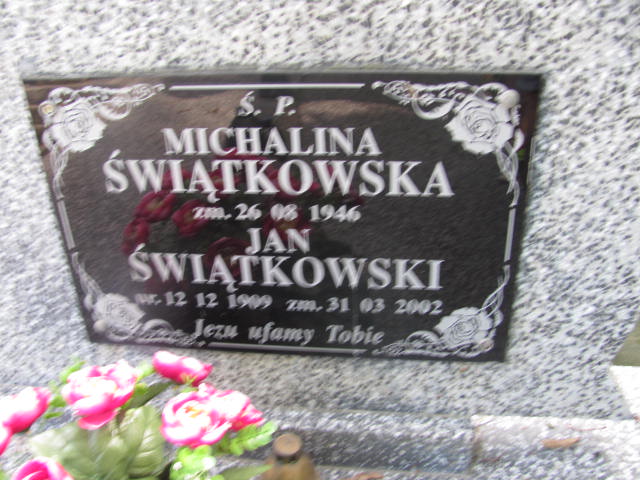 Ś. P.
MICHALINA
ŚWIĄTKOWSKA
zm. 26 08 1946
JAN
ŚWIĄTKOWSKI
ur. 12 12 1909 zm. 31 03 2002
Jezu ufamy Tobie